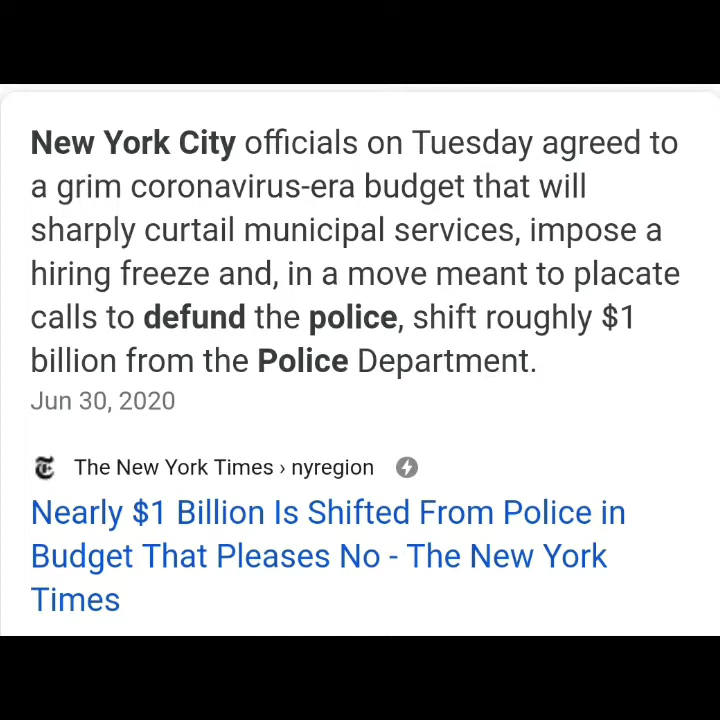 New York City officials on Tuesday agreed to
a grim coronavirus-era budget that will
sharply curtail municipal services, impose a
hiring freeze and, in a move meant to placate
calls to defund the police, shift roughly $1
billion from the Police Department.
Jun 30, 2020
The New York Times › nyregion
Nearly $1 Billion Is Shifted From Police in
Budget That Pleases No - The New York
Times